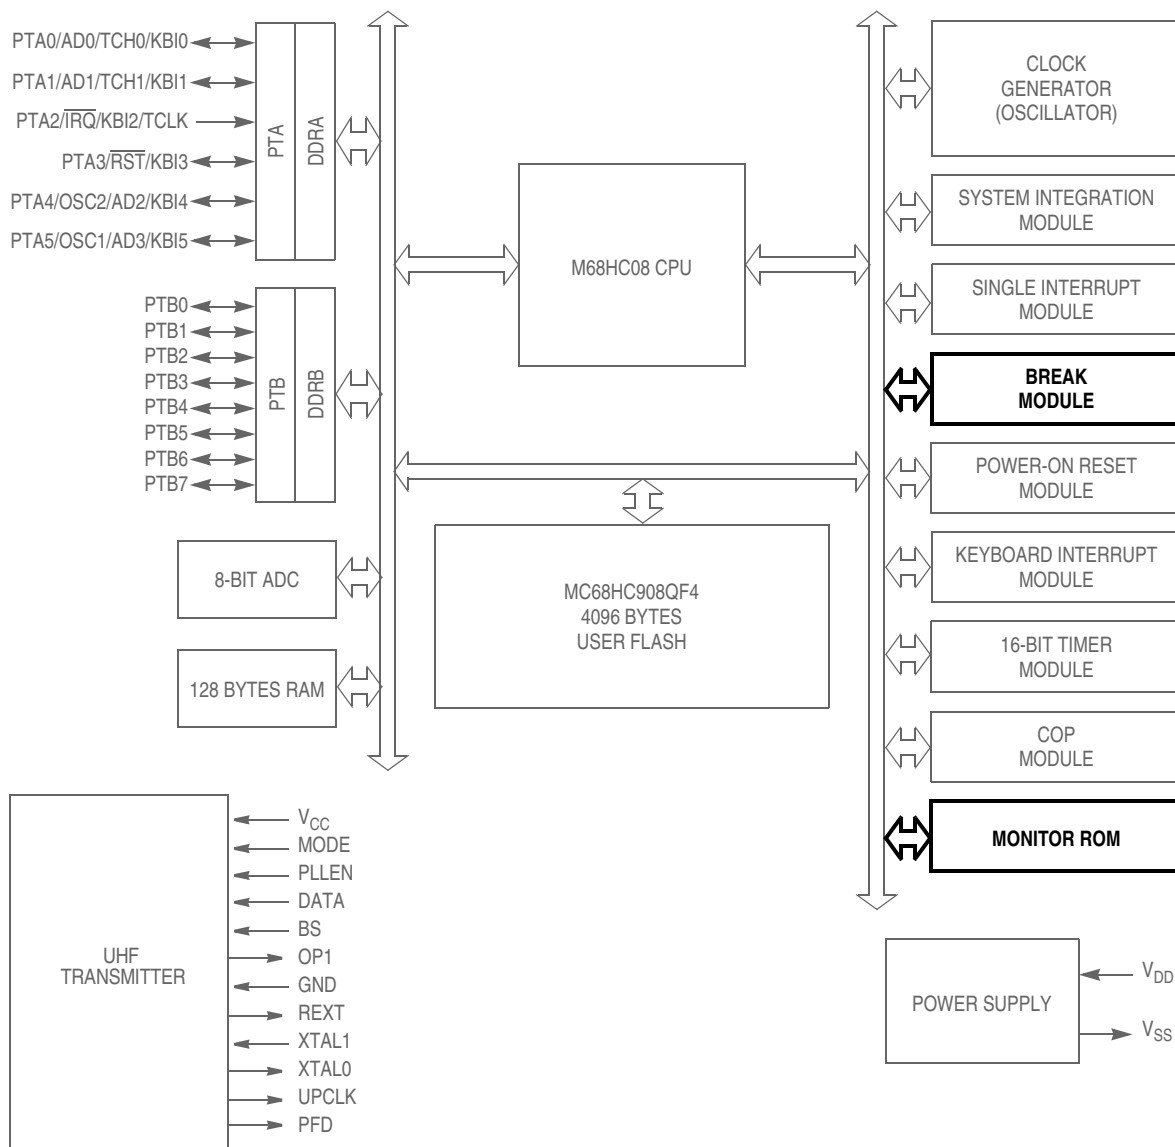 PTA0/AD0/TCH0/KBI0
PTA1/AD1/TCH1/KBI1
PTA2/I̅R̅Q̅/KBI2/TCLK
PTA3/R̅S̅T̅/KBI3
PTA4/OSC2/AD2/KBI4
PTA5/OSC1/AD3/KBI5
PTA
DDRA
PTB0
PTB1
PTB2
PTB3
PTB4
PTB5
PTB6
PTB7
PTB
DDRB
8-BIT ADC
128 BYTES RAM
M68HC08 CPU
MC68HC908QF4
4096 BYTES
USER FLASH
CLOCK
GENERATOR
(OSCILLATOR)
SYSTEM INTEGRATION
MODULE
SINGLE INTERRUPT
MODULE
BREAK
MODULE
POWER-ON RESET
MODULE
KEYBOARD INTERRUPT
MODULE
16-BIT TIMER
MODULE
COP
MODULE
MONITOR ROM
UHF
TRANSMITTER
VCC
MODE
PLLEN
DATA
BS
OP1
GND
REXT
XTAL1
XTAL0
UPCLK
PFD
POWER SUPPLY
VDD
VSS